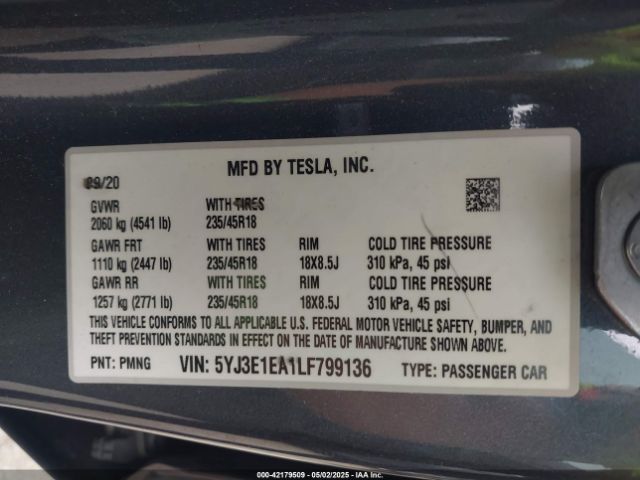 MFD BY TESLA, INC.
09/20
GVWR WITH TIRES
2060 kg (4541 lb) 235/45R18
GAWR FRT WITH TIRES RIM COLD TIRE PRESSURE
1110 kg (2447 lb) 235/45R18 18X8.5J 310 kPa, 45 psi
GAWR RR WITH TIRES RIM COLD TIRE PRESSURE
1257 kg (2771 lb) 235/45R18 18X8.5J 310 kPa, 45 psi
THIS VEHICLE CONFORMS TO ALL APPLICABLE U.S. FEDERAL MOTOR VEHICLE SAFETY, BUMPER, AND
THEFT PREVENTION STANDARDS IN EFFECT ON THE DATE OF MANUFACTURE SHOWN ABOVE.
PNT: PMNG VIN: 5YJ3E1EA1LF799136 TYPE: PASSENGER CAR
000-42179509 - 05/02/2025 - IAA Inc.